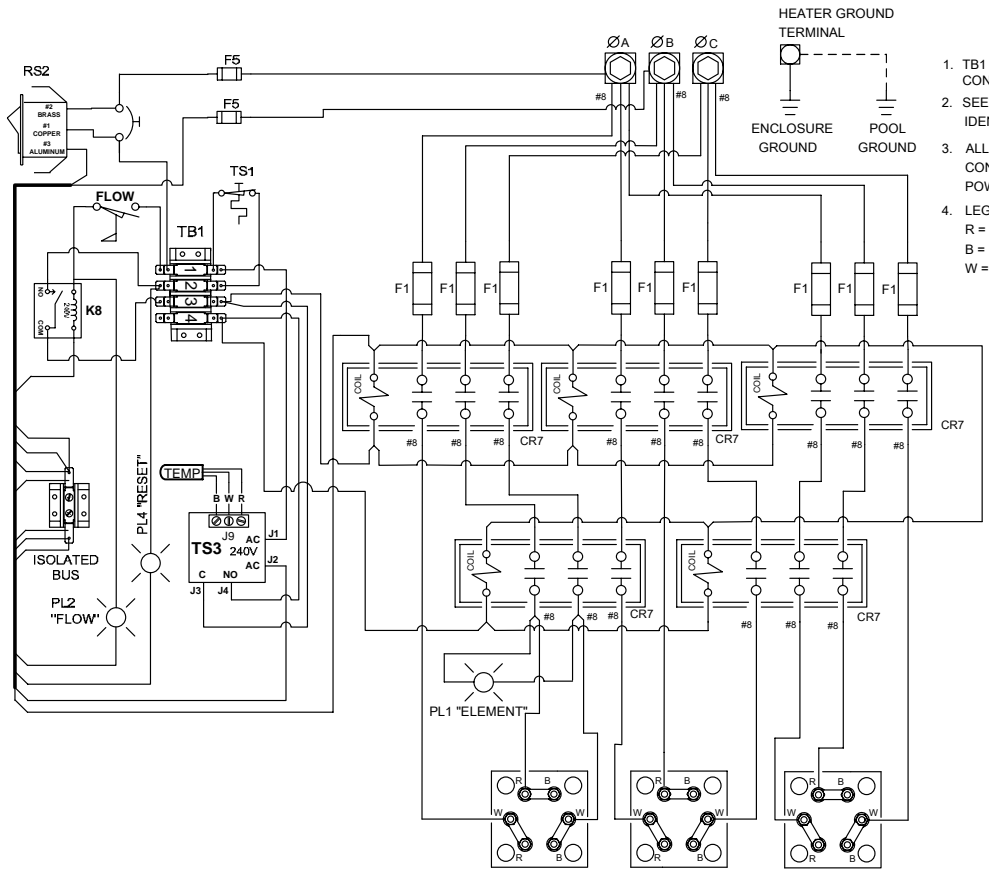 HEATER GROUND
TERMINAL
ØA
ØB
ØC
#8
#8
#8
ENCLOSURE
GROUND
POOL
GROUND
1. TB1
CON
2. SEE
IDEN
3. ALL
CON
POW
4. LEG
R =
B =
W =
RS2
#2
BRASS
#1
COPPER
#3
ALUMINUM
F5
F5
TS1
FLOW
TB1
1
2
3
4
NO
COM
240V
K8
F1
F1
F1
F1
F1
F1
F1
F1
F1
COIL
COIL
COIL
CR7
CR7
CR7
#8
#8
#8
#8
#8
#8
TEMP
B W R
J9
TS3
240V
AC
AC
J1
J2
C
NO
J3
J4
PL4 "RESET"
ISOLATED
BUS
PL2
"FLOW"
COIL
COIL
CR7
CR7
#8
#8
#8
#8
#8
PL1 "ELEMENT"
R B
W W
R B
R B
W W
R B
R B
W W
R B